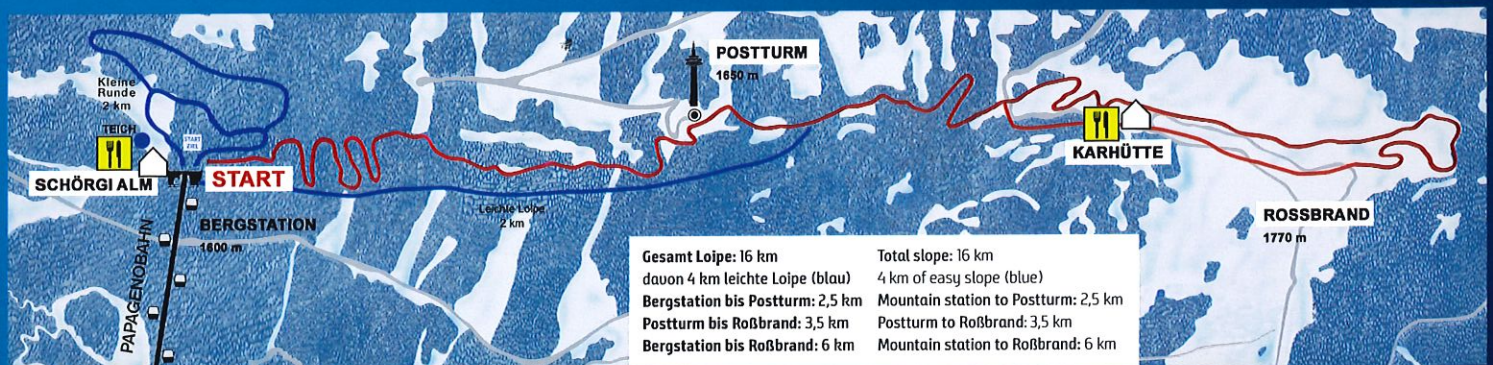 Kleine
Runde
2 km
TEICH
START
ZIEL
SCHÖRGI ALM
START
BERGSTATION
1600 m
PAPAGENOBAHN
Leichte Loipe
2 km
POSTTURM
1650 m
KARHÜTTE
ROSSBRAND
1770 m
Gesamt Loipe: 16 km
davon 4 km leichte Loipe (blau)
Bergstation bis Postturm: 2,5 km
Postturm bis Roßbrand: 3,5 km
Bergstation bis Roßbrand: 6 km
Total slope: 16 km
4 km of easy slope (blue)
Mountain station to Postturm: 2,5 km
Postturm to Roßbrand: 3,5 km
Mountain station to Roßbrand: 6 km